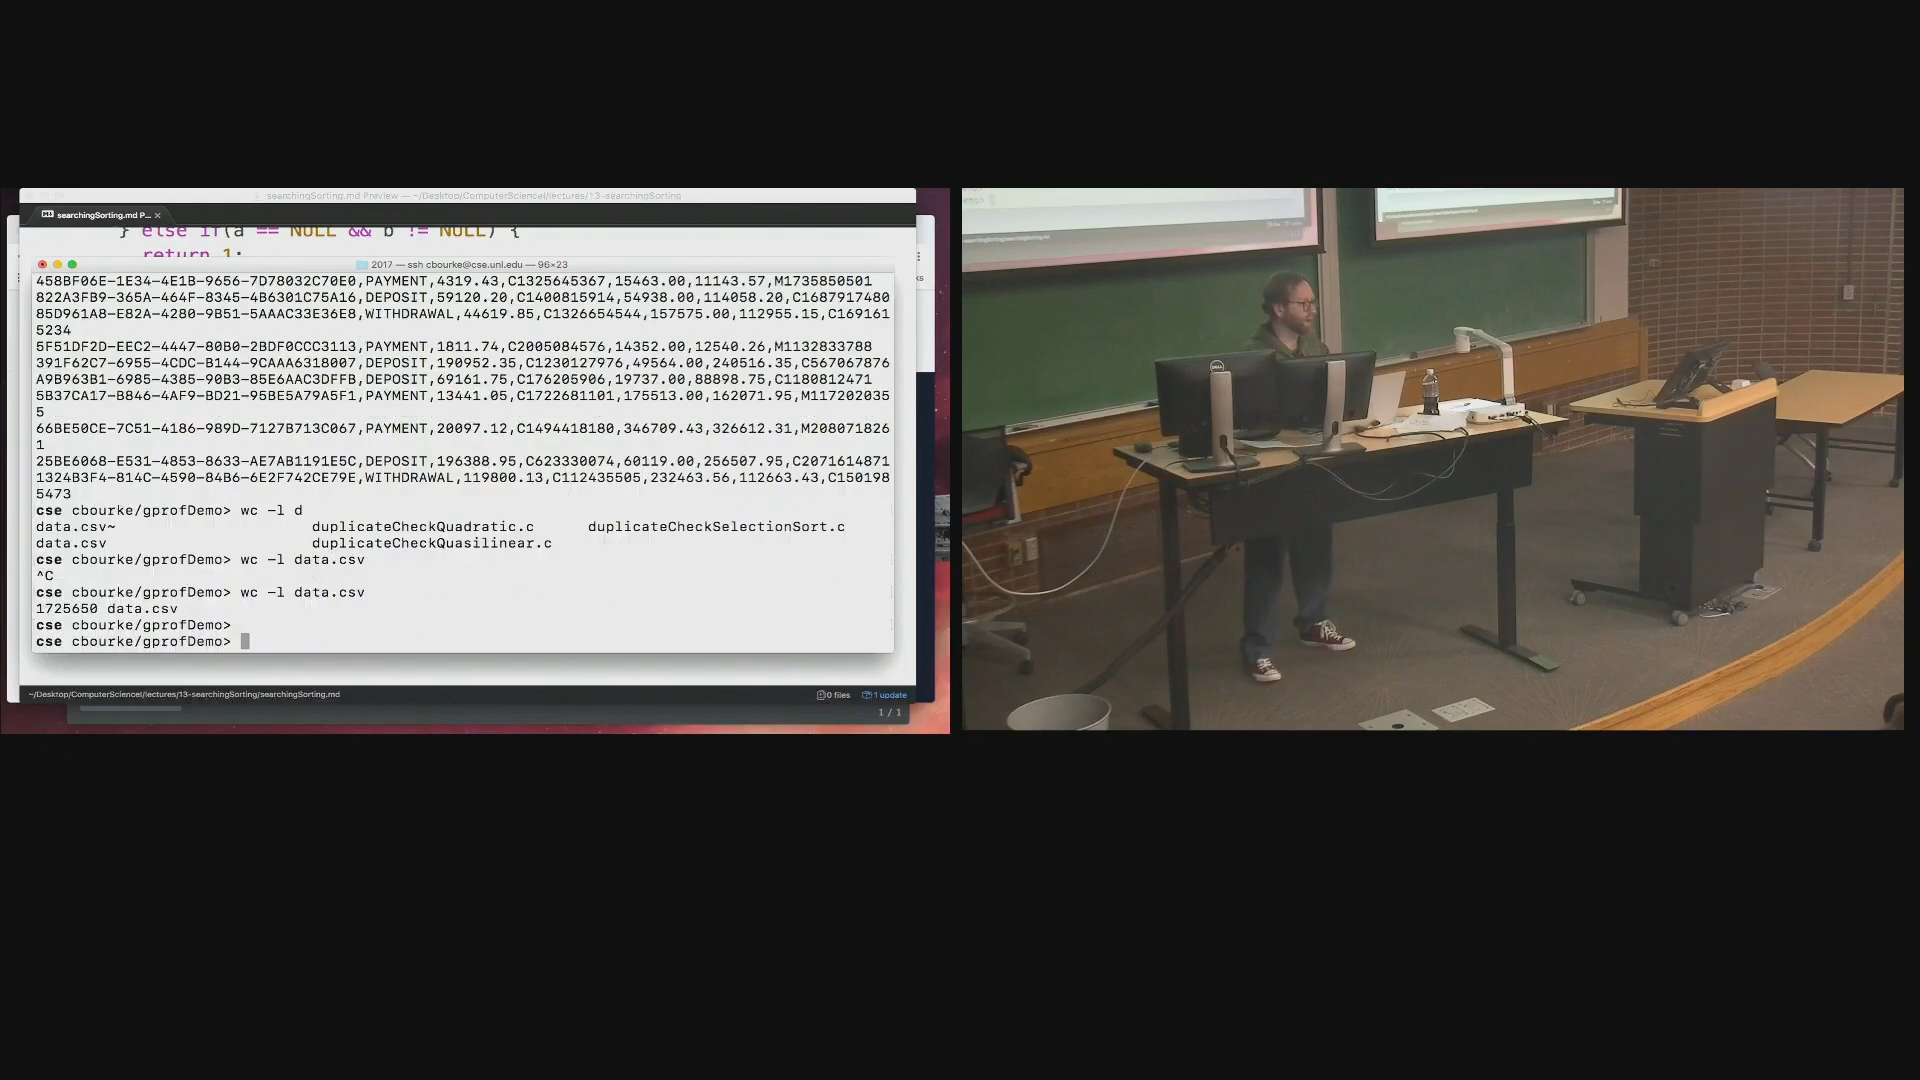 searchingSorting.md Preview — ~/Desktop/ComputerScienceI/lectures/13-searchingSorting
searchingSorting.md P...
} else if(a == NULL && b != NULL) {
return 1;
2017 — ssh cbourke@cse.unl.edu — 96×23
458BF06E-1E34-4E1B-9656-7D78032C70E0,PAYMENT,4319.43,C1325645367,15463.00,11143.57,M1735850501
822A3FB9-365A-464F-8345-4B6301C75A16,DEPOSIT,59120.20,C1400815914,54938.00,114058.20,C1687917480
85D961A8-E82A-4280-9B51-5AAAC33E36E8,WITHDRAWAL,44619.85,C1326654544,157575.00,112955.15,C169161
5234
5F51DF2D-EEC2-4447-80B0-2BDF0CCC3113,PAYMENT,1811.74,C2005084576,14352.00,12540.26,M1132833788
391F62C7-6955-4CDC-B144-9CAAA6318007,DEPOSIT,190952.35,C1230127976,49564.00,240516.35,C567067876
A9B963B1-6985-4385-90B3-85E6AAC3DFFB,DEPOSIT,69161.75,C176205906,19737.00,88898.75,C1180812471
5B37CA17-B846-4AF9-BD21-95BE5A79A5F1,PAYMENT,13441.05,C1722681101,175513.00,162071.95,M117202035
5
66BE50CE-7C51-4186-989D-7127B713C067,PAYMENT,20097.12,C1494418180,346709.43,326612.31,M208071826
1
25BE6068-E531-4853-8633-AE7AB1191E5C,DEPOSIT,196388.95,C623330074,60119.00,256507.95,C2071614871
1324B3F4-814C-4590-84B6-6E2F742CE79E,WITHDRAWAL,119800.13,C112435505,232463.56,112663.43,C150198
5473
cse cbourke/gprofDemo> wc -l d
data.csv~ duplicateCheckQuadratic.c duplicateCheckSelectionSort.c
data.csv duplicateCheckQuasilinear.c
cse cbourke/gprofDemo> wc -l data.csv
^C
cse cbourke/gprofDemo> wc -l data.csv
1725650 data.csv
cse cbourke/gprofDemo>
cse cbourke/gprofDemo>
~/Desktop/ComputerScienceI/lectures/13-searchingSorting/searchingSorting.md
0 files
1 update
1 / 1
DELL